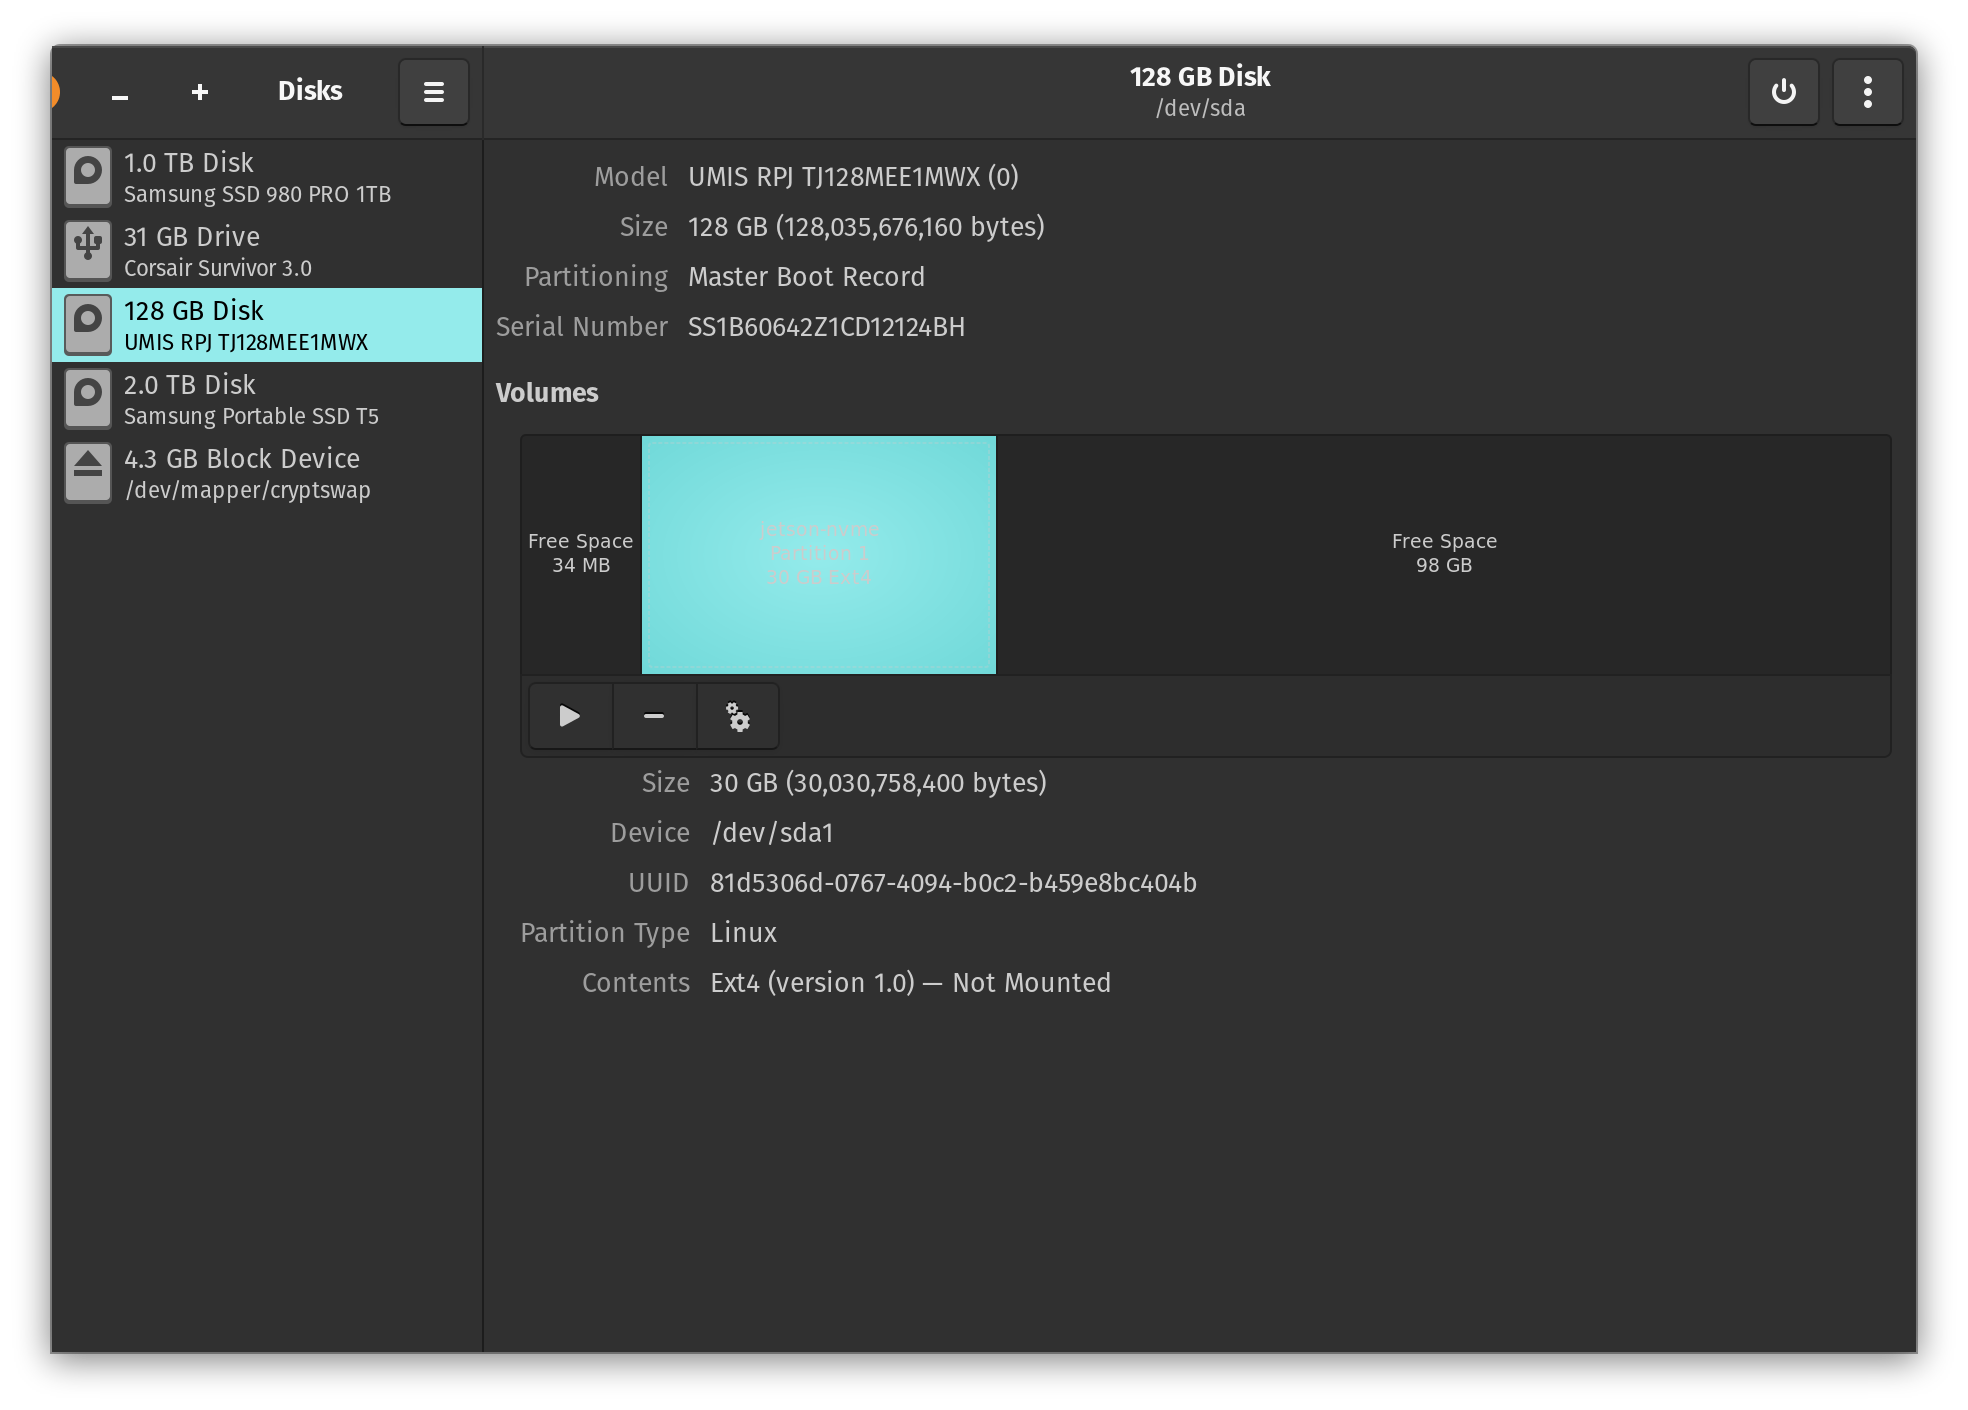 Disks
128 GB Disk
/dev/sda
1.0 TB Disk
Samsung SSD 980 PRO 1TB
31 GB Drive
Corsair Survivor 3.0
128 GB Disk
UMIS RPJ TJ128MEE1MWX
2.0 TB Disk
Samsung Portable SSD T5
4.3 GB Block Device
/dev/mapper/cryptswap
Model UMIS RPJ TJ128MEE1MWX (0)
Size 128 GB (128,035,676,160 bytes)
Partitioning Master Boot Record
Serial Number SS1B60642Z1CD12124BH
Volumes
Free Space
34 MB
Partition 1
30 GB Ext4
Free Space
98 GB
Size 30 GB (30,030,758,400 bytes)
Device /dev/sda1
UUID 81d5306d-0767-4094-b0c2-b459e8bc404b
Partition Type Linux
Contents Ext4 (version 1.0) — Not Mounted